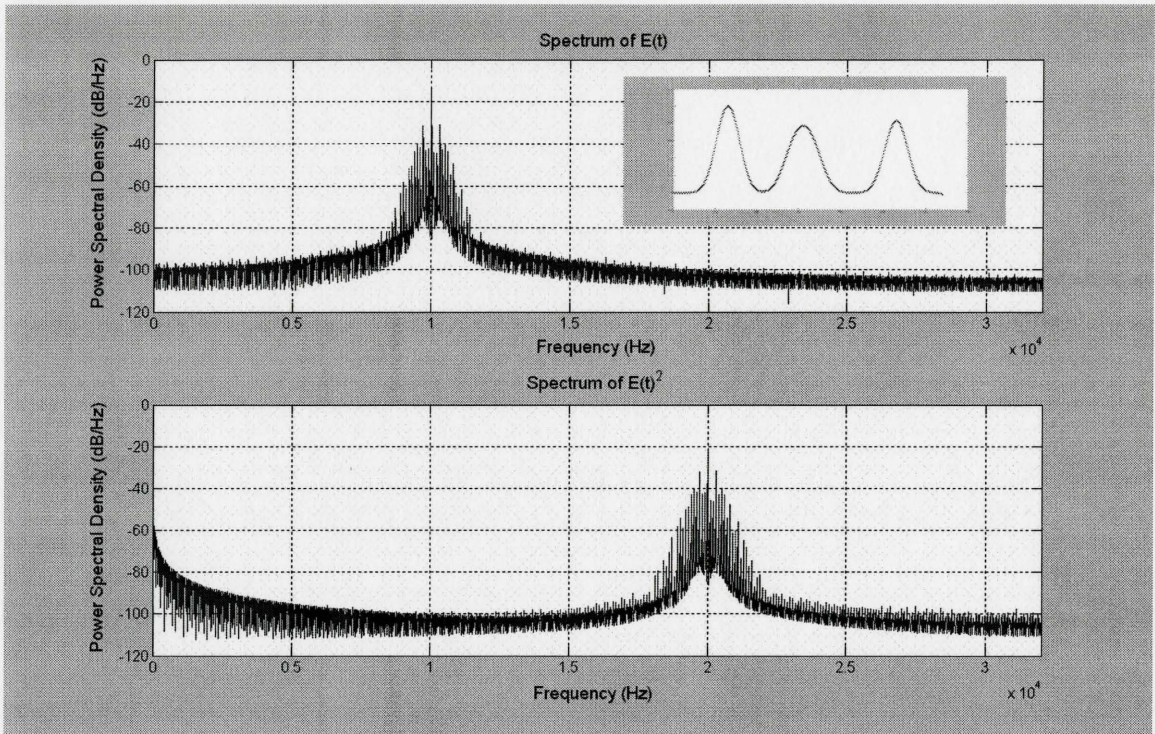 Spectrum of E(t)
Power Spectral Density (dB/Hz)
0
-20
-40
-60
-80
-100
-120
0 0.5 1 1.5 2 2.5 3
Frequency (Hz)
x 10^4
Spectrum of E(t)^2
Power Spectral Density (dB/Hz)
0
-20
-40
-60
-80
-100
-120
0 0.5 1 1.5 2 2.5 3
Frequency (Hz)
x 10^4